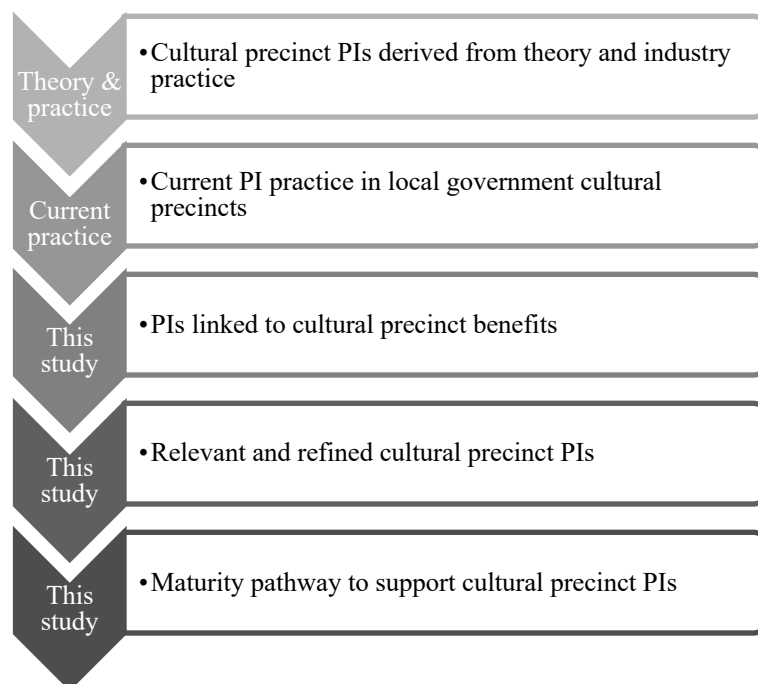 Theory &
practice
•Cultural precinct PIs derived from theory and industry
practice
Current
practice
•Current PI practice in local government cultural
precincts
This
study
•PIs linked to cultural precinct benefits
This
study
•Relevant and refined cultural precinct PIs
This
study
•Maturity pathway to support cultural precinct PIs